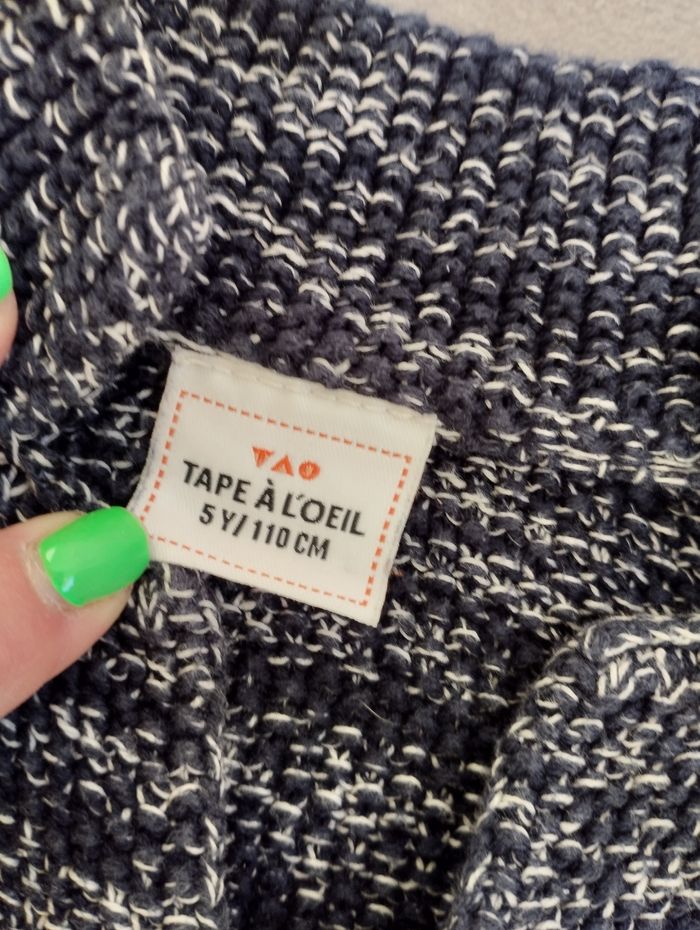 TAO
TAPE À L'OEIL
5 Y/ 110 CM